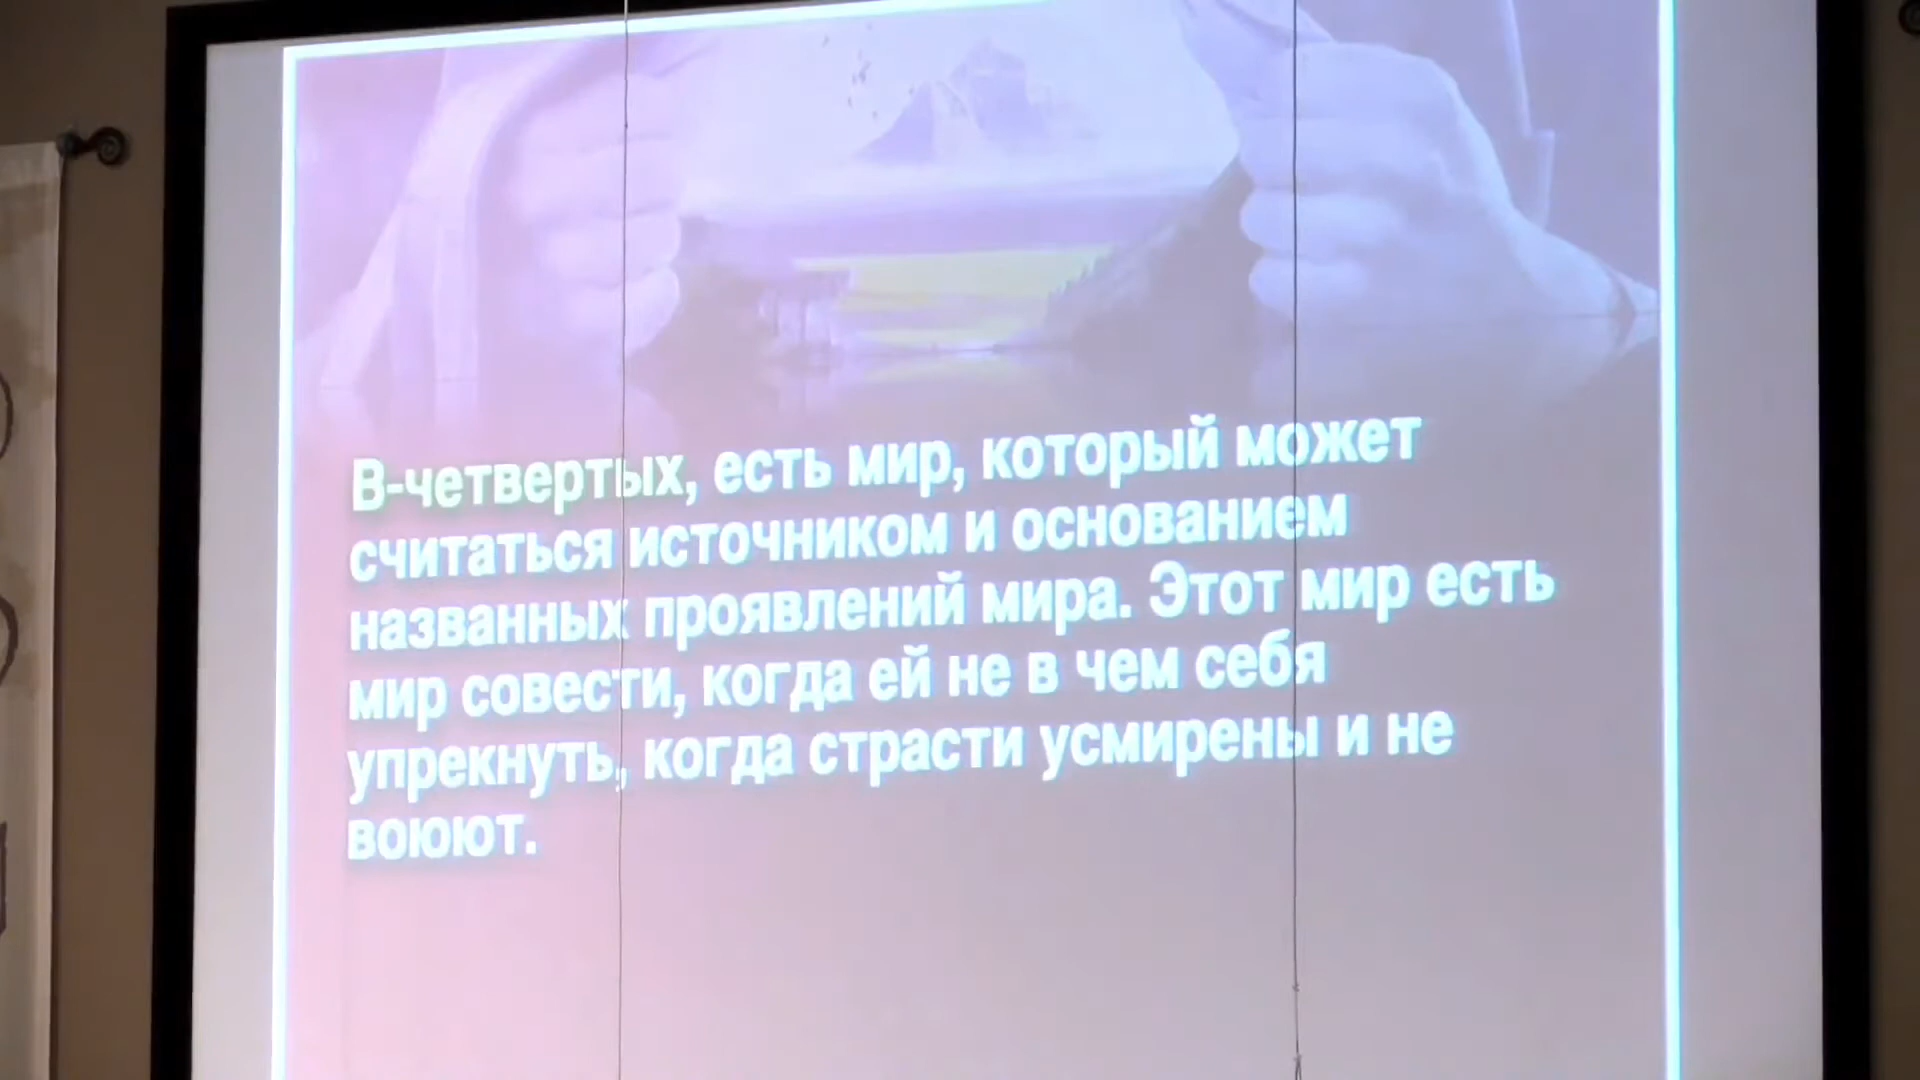 В-четвертых, есть мир, который может
считаться источником и основанием
названных проявлений мира. Этот мир есть
мир совести, когда ей не в чем себя
упрекнуть, когда страсти усмирены и не
воюют.